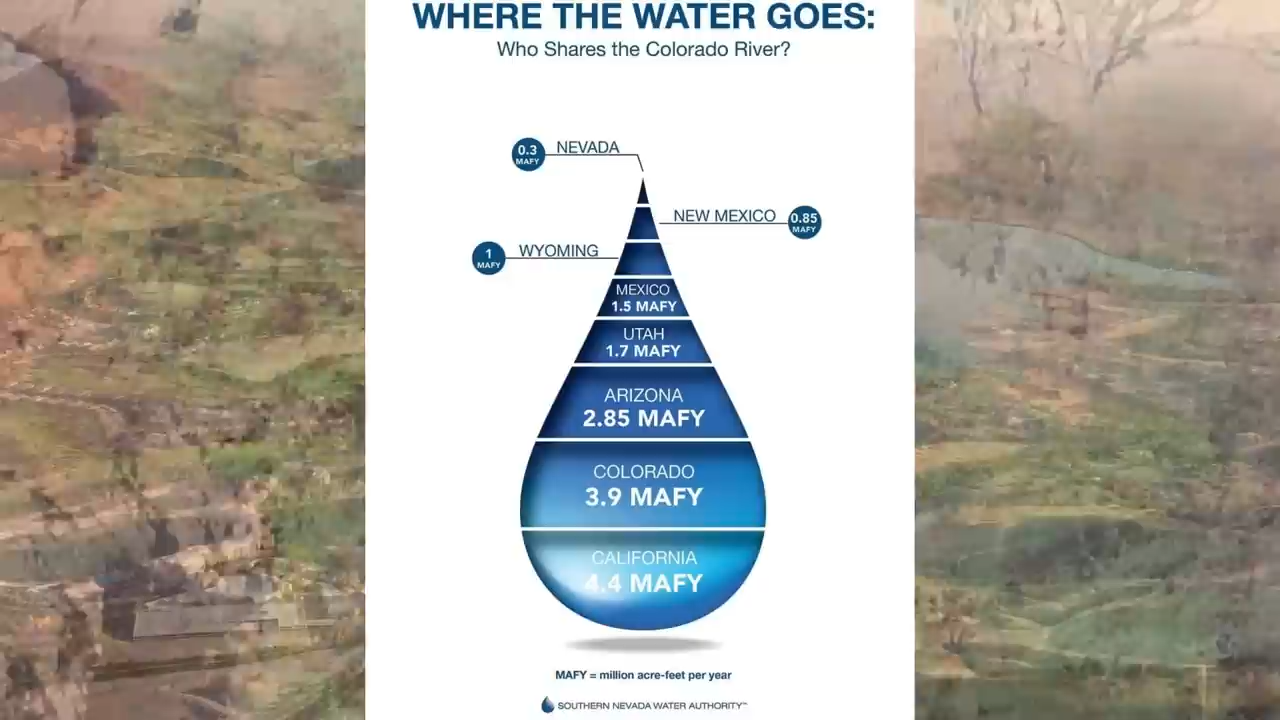 WHERE THE WATER GOES:
Who Shares the Colorado River?
0.3
MAFY
NEVADA
NEW MEXICO
0.85
MAFY
1
MAFY
WYOMING
MEXICO
1.5 MAFY
UTAH
1.7 MAFY
ARIZONA
2.85 MAFY
COLORADO
3.9 MAFY
CALIFORNIA
4.4 MAFY
MAFY = million acre-feet per year
SOUTHERN NEVADA WATER AUTHORITY™